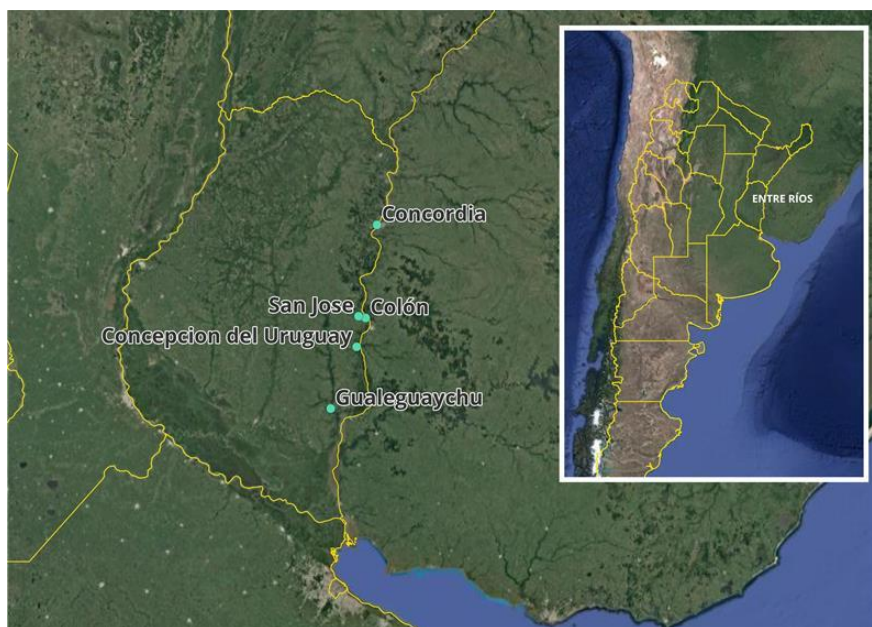 Concordia
San Jose
Colón
Concepcion del Uruguay
Gualeguaychu
ENTRE RÍOS